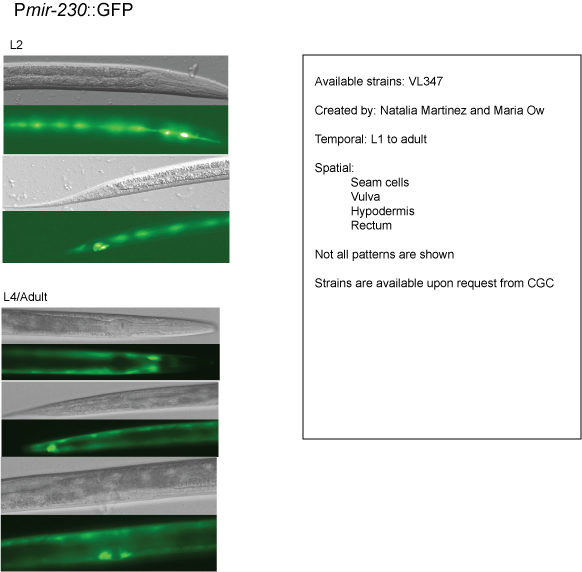 Pmir-230::GFP
L2
L4/Adult
Available strains: VL347
Created by: Natalia Martinez and Maria Ow
Temporal: L1 to adult
Spatial:
Seam cells
Vulva
Hypodermis
Rectum
Not all patterns are shown
Strains are available upon request from CGC